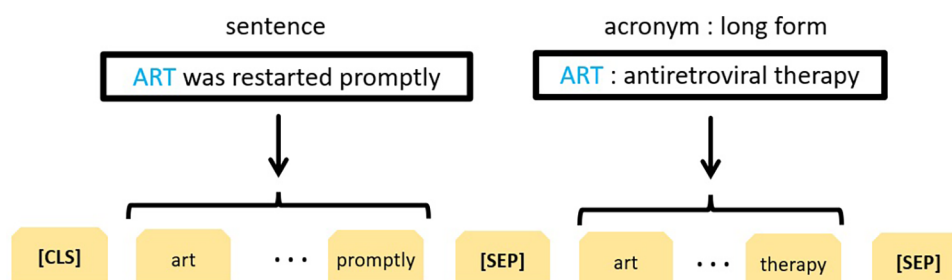 sentence
acronym : long form
ART was restarted promptly
ART : antiretroviral therapy
[CLS] art ... promptly [SEP] art ... therapy [SEP]